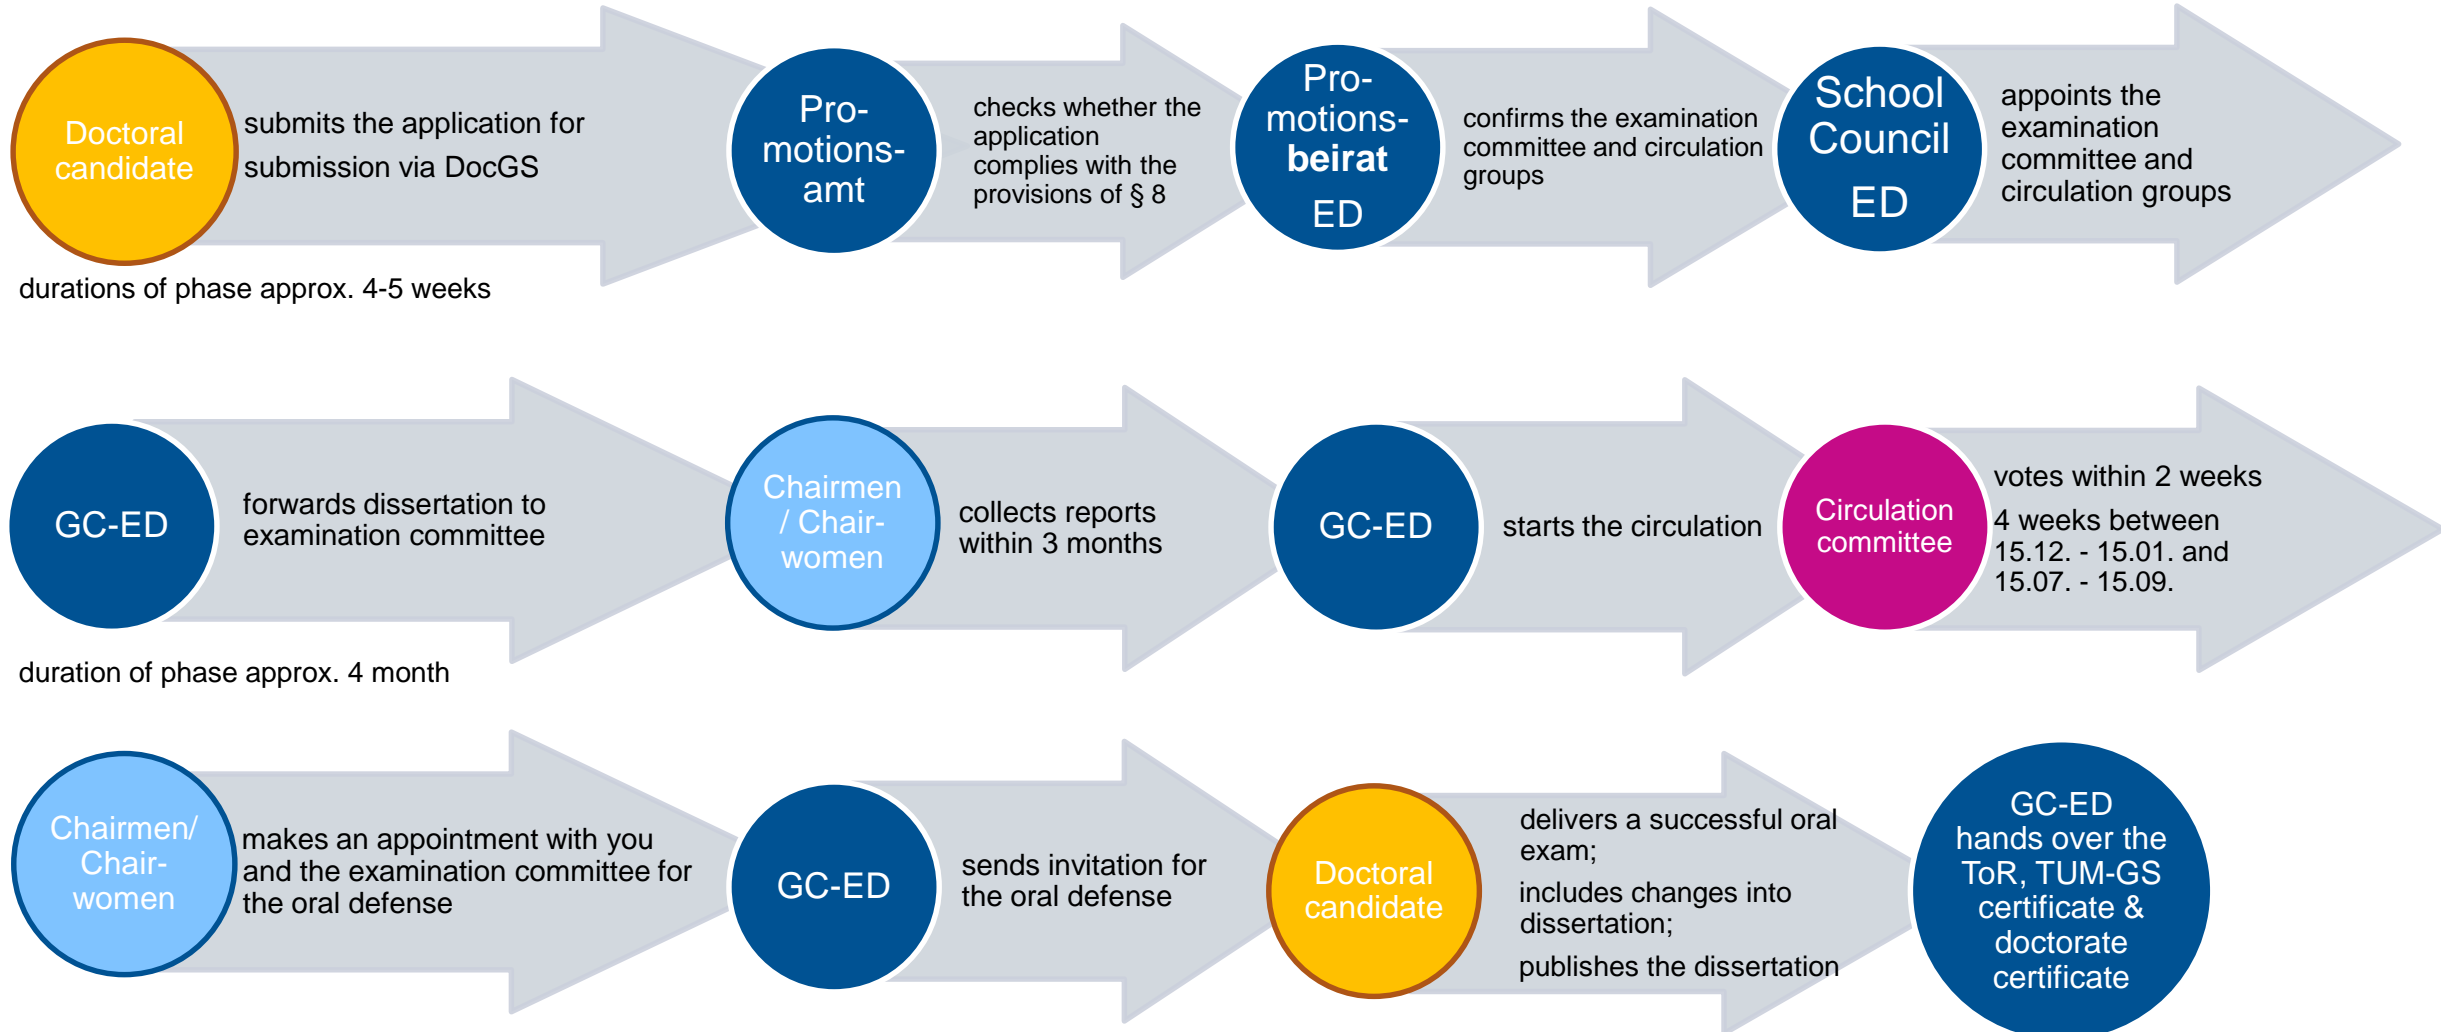 Doctoral
candidate
submits the application for
submission via DocGS
Pro-
motions-
amt
checks whether the
application
complies with the
provisions of § 8
Pro-
motions-
beirat
ED
confirms the examination
committee and circulation
groups
School
Council
ED
appoints the
examination
committee and
circulation groups
durations of phase approx. 4-5 weeks
GC-ED
forwards dissertation to
examination committee
Chairmen
/ Chair-
women
collects reports
within 3 months
GC-ED
starts the circulation
Circulation
committee
votes within 2 weeks
4 weeks between
15.12. - 15.01. and
15.07. - 15.09.
duration of phase approx. 4 month
Chairmen/
Chair-
women
makes an appointment with you
and the examination committee for
the oral defense
GC-ED
sends invitation for
the oral defense
Doctoral
candidate
delivers a successful oral
exam;
includes changes into
dissertation;
publishes the dissertation
GC-ED
hands over the
ToR, TUM-GS
certificate &
doctorate
certificate